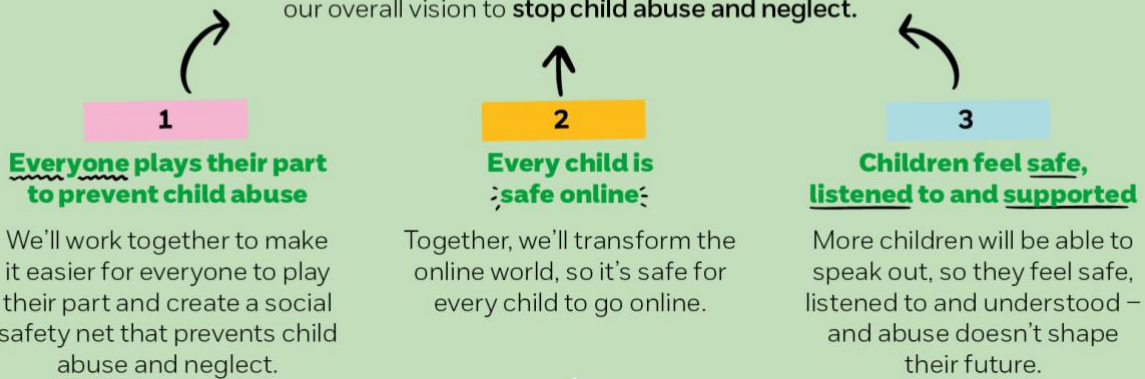 our overall vision to stop child abuse and neglect.
1
Everyone plays their part
to prevent child abuse
We'll work together to make
it easier for everyone to play
their part and create a social
safety net that prevents child
abuse and neglect.
2
Every child is
safe online
Together, we'll transform the
online world, so it's safe for
every child to go online.
3
Children feel safe,
listened to and supported
More children will be able to
speak out, so they feel safe,
listened to and understood –
and abuse doesn't shape
their future.